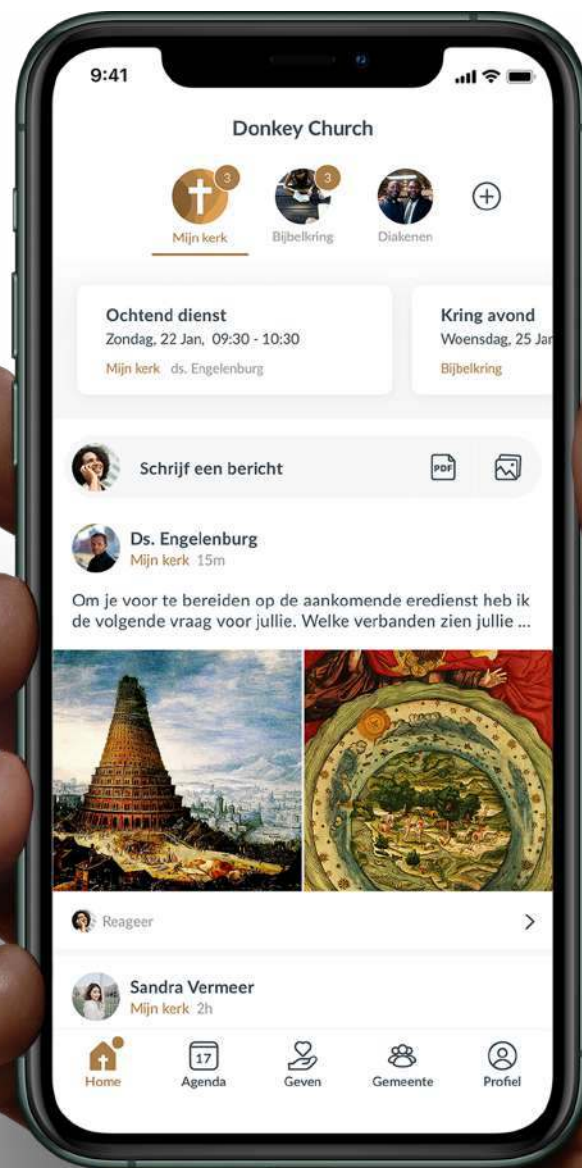 9:41
Donkey Church
3
3
Mijn kerk
Bijbelkring
Diakenen
Ochtend dienst
Zondag, 22 Jan, 09:30 - 10:30
Mijn kerk ds. Engelenburg
Kring avond
Woensdag, 25 Jan
Bijbelkring
Schrijf een bericht
PDF
Ds. Engelenburg
Mijn kerk 15m
Om je voor te bereiden op de aankomende eredienst heb ik
de volgende vraag voor jullie. Welke verbanden zien jullie ...
Reageer
Sandra Vermeer
Mijn kerk 2h
Home
17
Agenda
Geven
Gemeente
Profiel